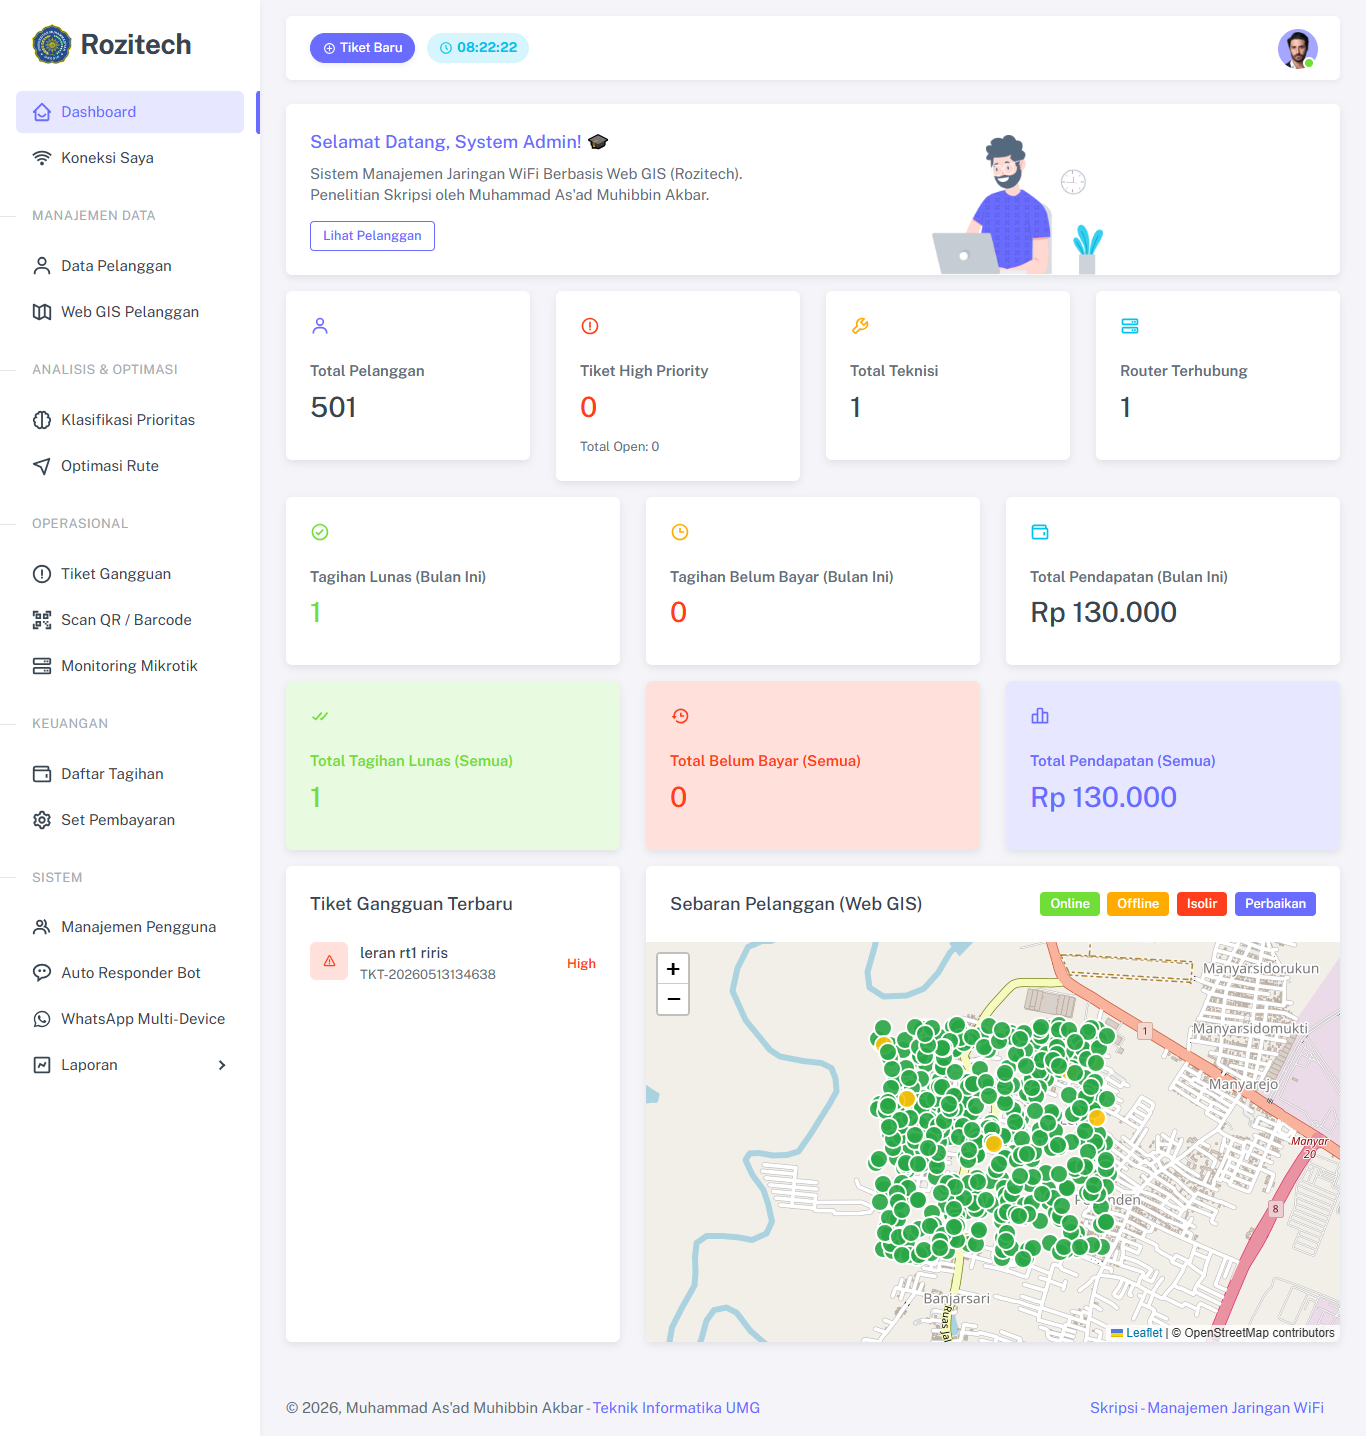 Rozitech
Dashboard
Koneksi Saya
MANAJEMEN DATA
Data Pelanggan
Web GIS Pelanggan
ANALISIS & OPTIMASI
Klasifikasi Prioritas
Optimasi Rute
OPERASIONAL
Tiket Gangguan
Scan QR / Barcode
Monitoring Mikrotik
KEUANGAN
Daftar Tagihan
Set Pembayaran
SISTEM
Manajemen Pengguna
Auto Responder Bot
WhatsApp Multi-Device
Laporan
Tiket Baru
08:22:22
Selamat Datang, System Admin! 🎓
Sistem Manajemen Jaringan WiFi Berbasis Web GIS (Rozitech).
Penelitian Skripsi oleh Muhammad As'ad Muhibbin Akbar.
Lihat Pelanggan
Total Pelanggan
501
Tiket High Priority
0
Total Open: 0
Total Teknisi
1
Router Terhubung
1
Tagihan Lunas (Bulan Ini)
1
Tagihan Belum Bayar (Bulan Ini)
0
Total Pendapatan (Bulan Ini)
Rp 130.000
Total Tagihan Lunas (Semua)
1
Total Belum Bayar (Semua)
0
Total Pendapatan (Semua)
Rp 130.000
Tiket Gangguan Terbaru
leran rt1 riris
TKT-20260513134638
High
Sebaran Pelanggan (Web GIS)
Online
Offline
Isolir
Perbaikan
+
−
Manyarsidorukun
1
Manyarsidomukti
Manyarejo
Manyar
20
8
Banjarsari
Leaflet | © OpenStreetMap contributors
© 2026, Muhammad As'ad Muhibbin Akbar - Teknik Informatika UMG
Skripsi - Manajemen Jaringan WiFi